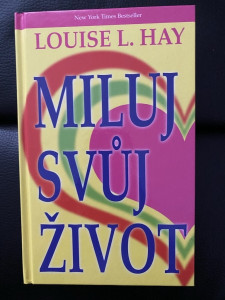 New York Times Bestseller
LOUISE L. HAY
MILUJ
SVŮJ
ŽIVOT